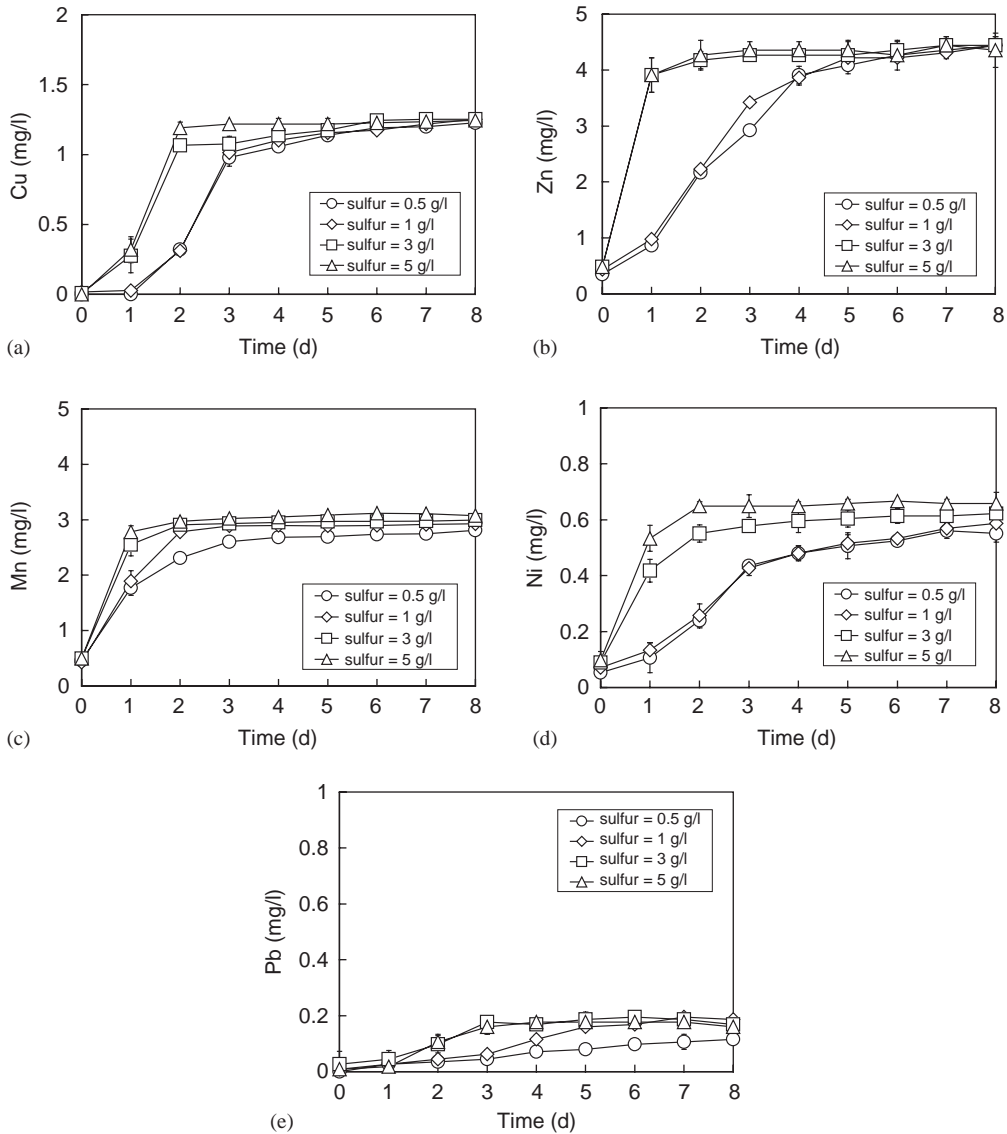 2
1.5
1
0.5
0
Cu (mg/l)
sulfur = 0.5 g/l
sulfur = 1 g/l
sulfur = 3 g/l
sulfur = 5 g/l
0 1 2 3 4 5 6 7 8
(a)
Time (d)
5
4
3
2
1
0
Zn (mg/l)
sulfur = 0.5 g/l
sulfur = 1 g/l
sulfur = 3 g/l
sulfur = 5 g/l
0 1 2 3 4 5 6 7 8
(b)
Time (d)
5
4
3
2
1
0
Mn (mg/l)
sulfur = 0.5 g/l
sulfur = 1 g/l
sulfur = 3 g/l
sulfur = 5 g/l
0 1 2 3 4 5 6 7 8
(c)
Time (d)
1
0.8
0.6
0.4
0.2
0
Ni (mg/l)
sulfur = 0.5 g/l
sulfur = 1 g/l
sulfur = 3 g/l
sulfur = 5 g/l
0 1 2 3 4 5 6 7 8
(d)
Time (d)
1
0.8
0.6
0.4
0.2
0
Pb (mg/l)
sulfur = 0.5 g/l
sulfur = 1 g/l
sulfur = 3 g/l
sulfur = 5 g/l
0 1 2 3 4 5 6 7 8
(e)
Time (d)